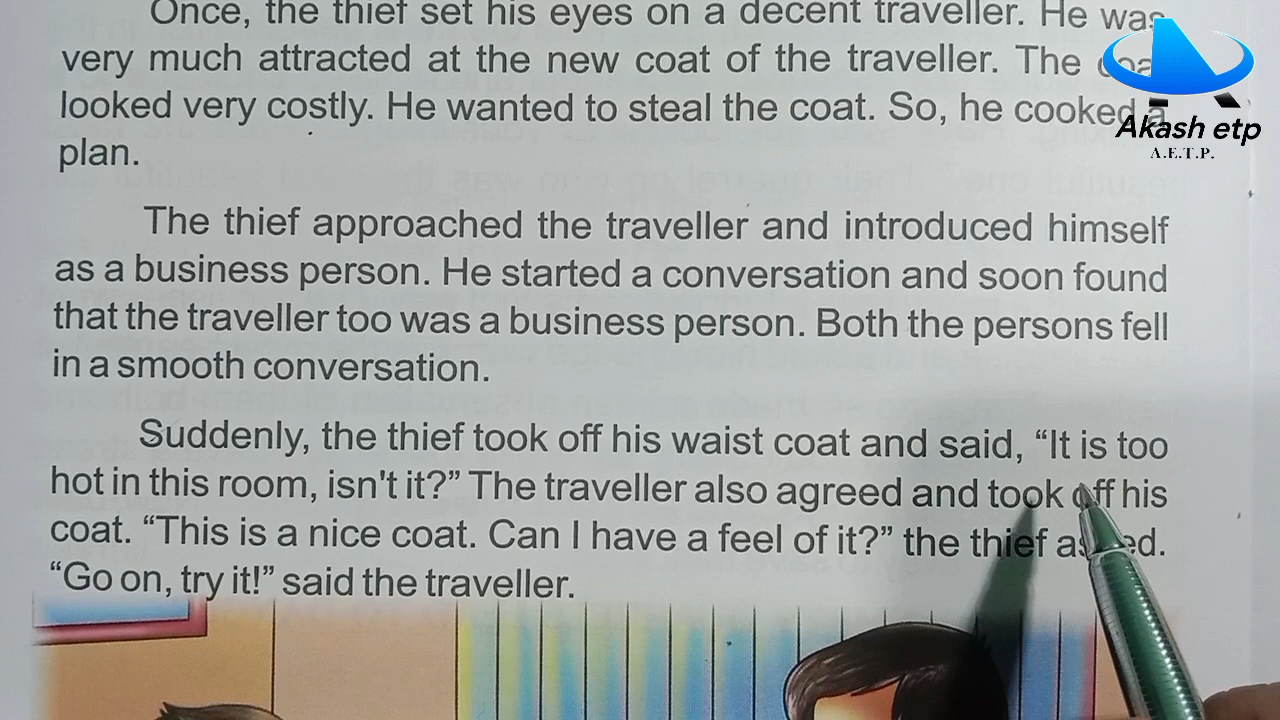 Once, the thief set his eyes on a decent traveller. He was
very much attracted at the new coat of the traveller. The coat
looked very costly. He wanted to steal the coat. So, he cooked a
plan.
The thief approached the traveller and introduced himself
as a business person. He started a conversation and soon found
that the traveller too was a business person. Both the persons fell
in a smooth conversation.
Suddenly, the thief took off his waist coat and said, “It is too
hot in this room, isn't it?” The traveller also agreed and took off his
coat. “This is a nice coat. Can I have a feel of it?” the thief asked.
“Go on, try it!” said the traveller.
Akash etp
A.E.T.P.